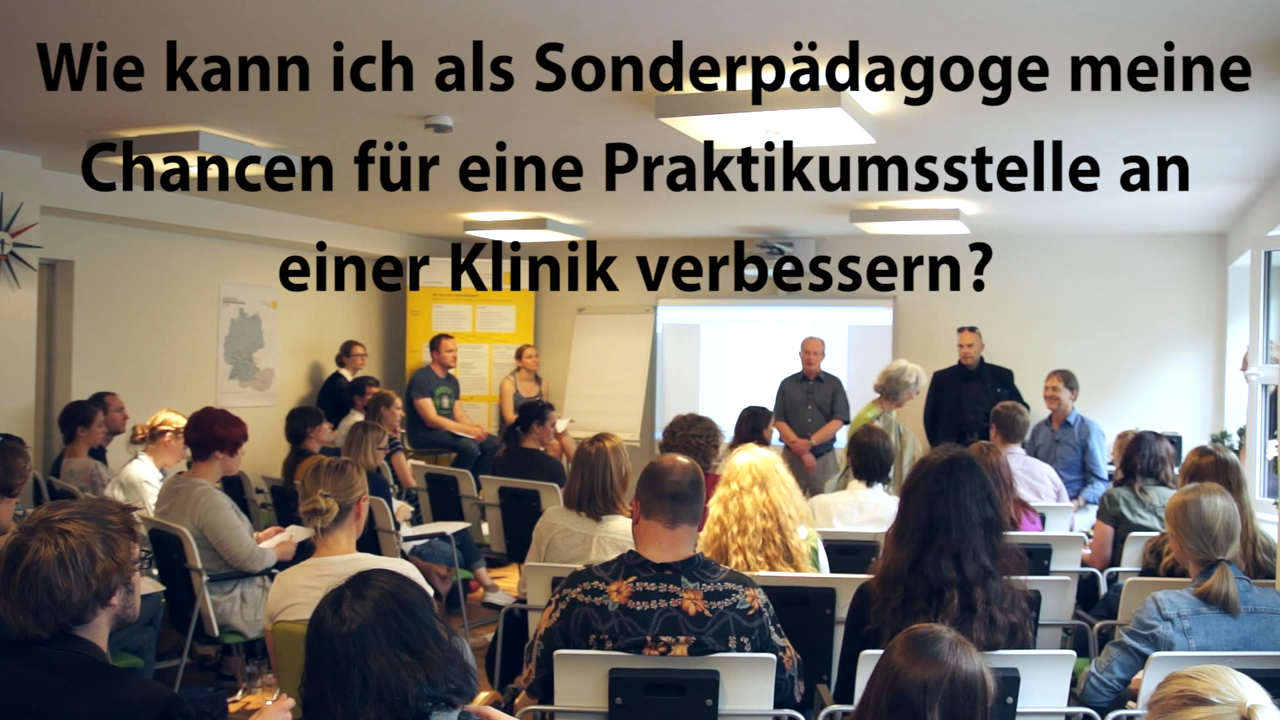 Wie kann ich als Sonderpädagoge meine
Chancen für eine Praktikumsstelle an
einer Klinik verbessern?